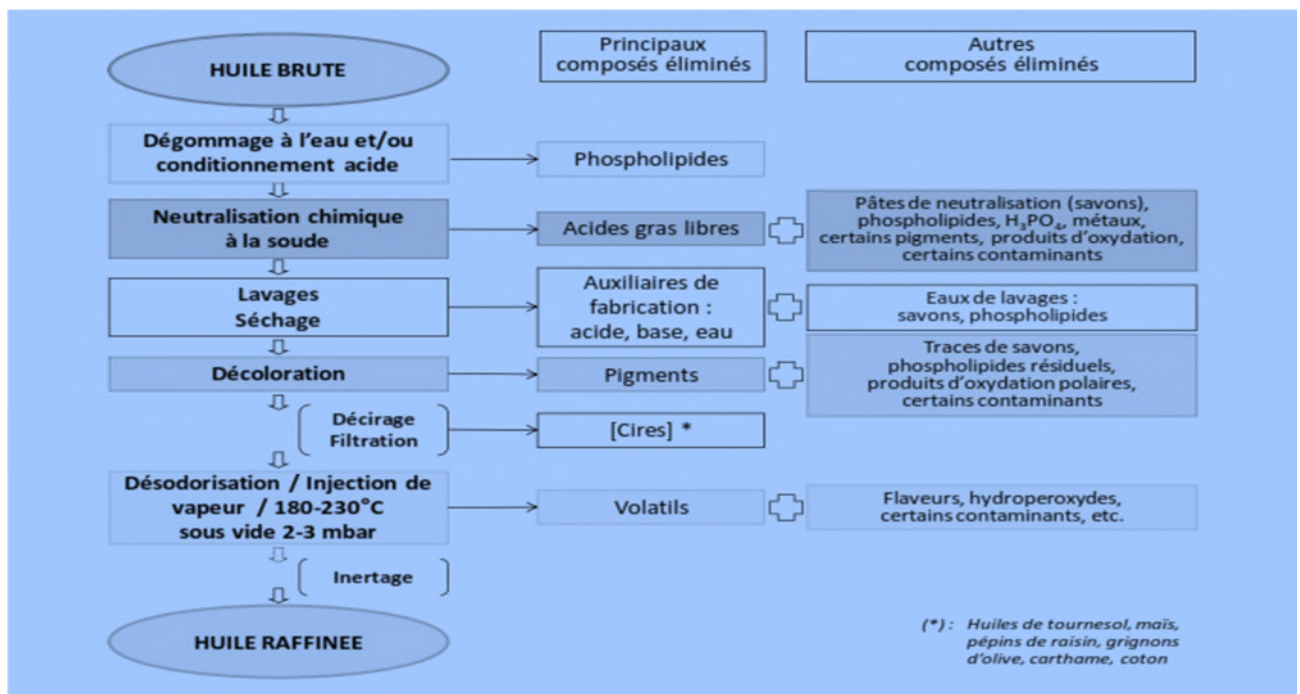 HUILE BRUTE
Principaux
composés éliminés
Autres
composés éliminés
Dégommage à l'eau et/ou
conditionnement acide
Phospholipides
Neutralisation chimique
à la soude
Acides gras libres
Pâtes de neutralisation (savons),
phospholipides, H₃PO₄, métaux,
certains pigments, produits d'oxydation,
certains contaminants
Lavages
Séchage
Auxiliaires de
fabrication :
acide, base, eau
Eaux de lavages :
savons, phospholipides
Décoloration
Pigments
Traces de savons,
phospholipides résiduels,
produits d'oxydation polaires,
certains contaminants
Décirage
Filtration
[Cires] *
Désodorisation / Injection de
vapeur / 180-230°C
sous vide 2-3 mbar
Volatils
Flaveurs, hydroperoxydes,
certains contaminants, etc.
Inertage
HUILE RAFFINEE
(*) : Huiles de tournesol, maïs,
pépins de raisin, grignons
d'olive, carthame, coton